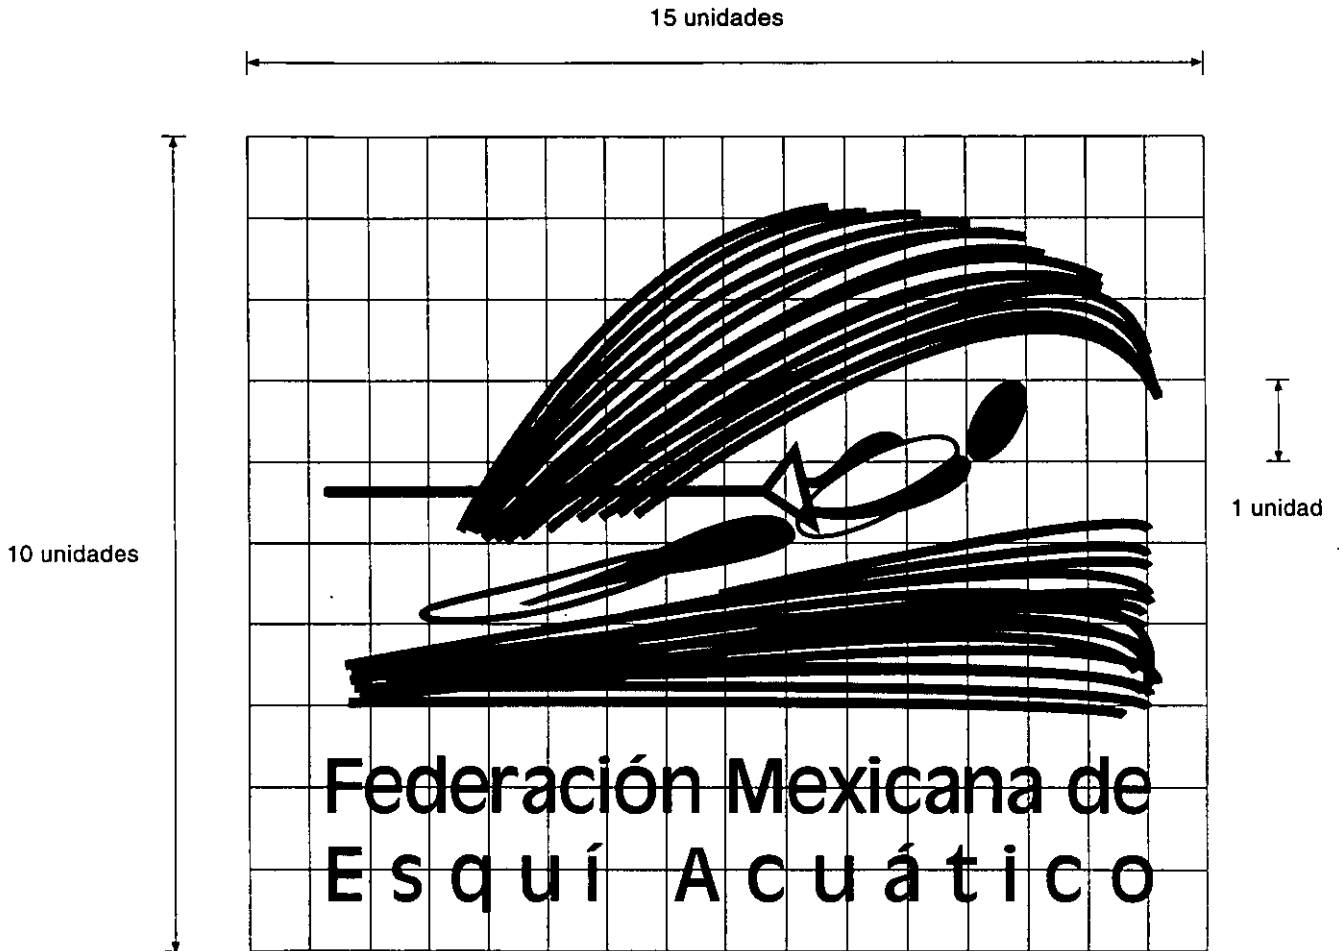 15 unidades
1 unidad
10 unidades
Federación Mexicana de
Esquí Acuático